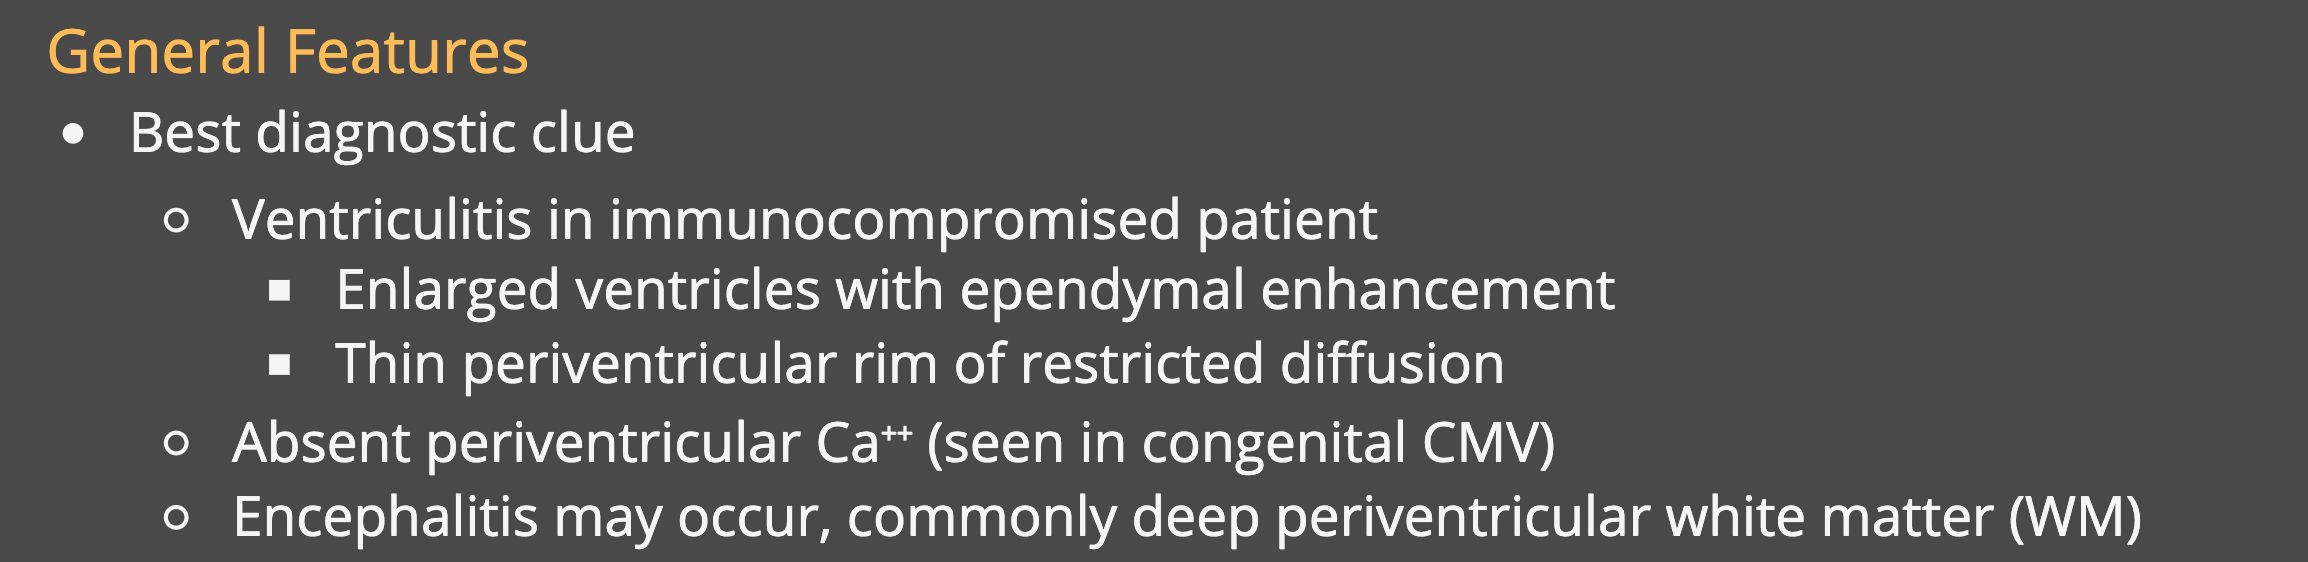 General Features
• Best diagnostic clue
○ Ventriculitis in immunocompromised patient
▪ Enlarged ventricles with ependymal enhancement
▪ Thin periventricular rim of restricted diffusion
○ Absent periventricular Ca⁺⁺ (seen in congenital CMV)
○ Encephalitis may occur, commonly deep periventricular white matter (WM)